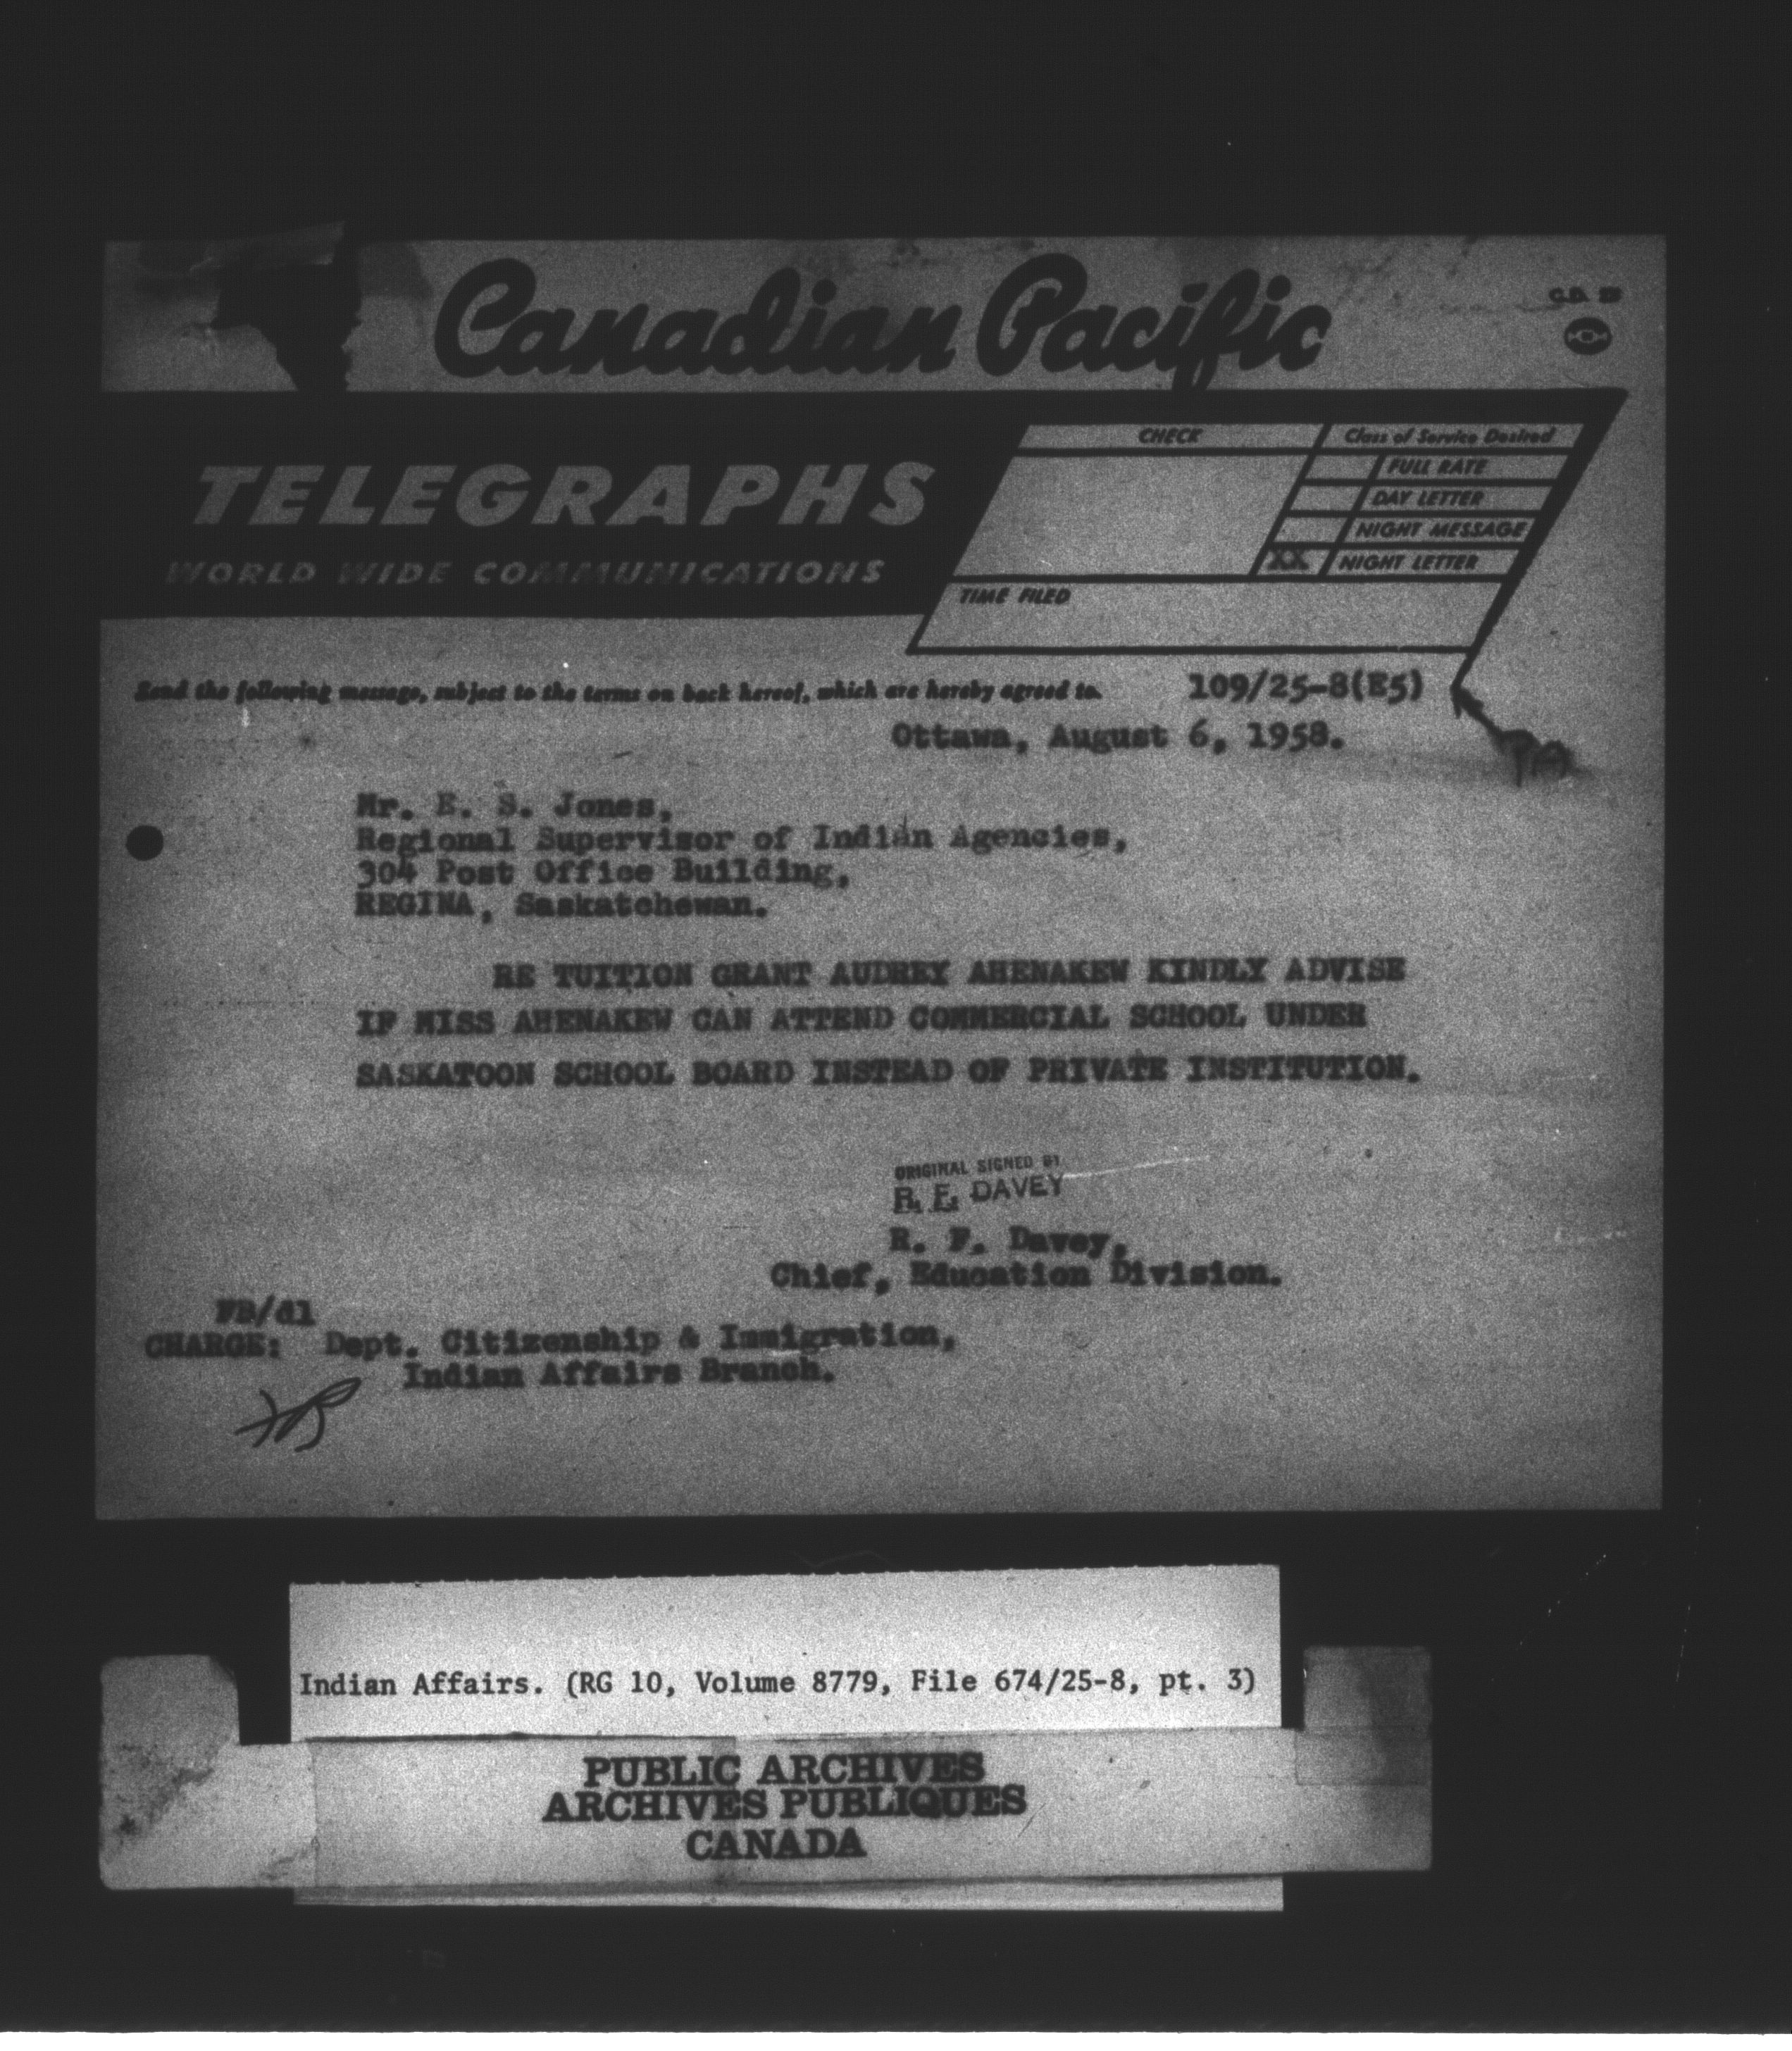 Canadian Pacific
TELEGRAPHS
WORLD WIDE COMMUNICATIONS
CHECK
Class of Service Desired
FULL RATE
DAY LETTER
NIGHT MESSAGE
XX NIGHT LETTER
TIME FILED
Send the following message, subject to the terms on back hereof, which are hereby agreed to.
109/25-8(E5)
PA
Ottawa, August 6, 1958.
Mr. E. S. Jones,
Regional Supervisor of Indian Agencies,
304 Post Office Building,
REGINA, Saskatchewan.
RE TUITION GRANT AUDREY AHENAKEW KINDLY ADVISE
IF MISS AHENAKEW CAN ATTEND COMMERCIAL SCHOOL UNDER
SASKATOON SCHOOL BOARD INSTEAD OF PRIVATE INSTITUTION.
ORIGINAL SIGNED BY
R. F. DAVEY
R. F. Davey,
Chief, Education Division.
FB/dl
CHARGE: Dept. Citizenship & Immigration,
Indian Affairs Branch.
FB
Indian Affairs. (RG 10, Volume 8779, File 674/25-8, pt. 3)
PUBLIC ARCHIVES
ARCHIVES PUBLIQUES
CANADA